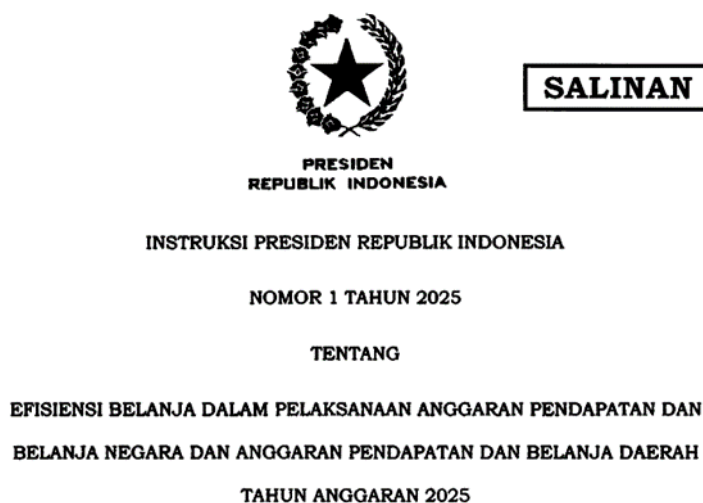 SALINAN
PRESIDEN
REPUBLIK INDONESIA
INSTRUKSI PRESIDEN REPUBLIK INDONESIA
NOMOR 1 TAHUN 2025
TENTANG
EFISIENSI BELANJA DALAM PELAKSANAAN ANGGARAN PENDAPATAN DAN
BELANJA NEGARA DAN ANGGARAN PENDAPATAN DAN BELANJA DAERAH
TAHUN ANGGARAN 2025